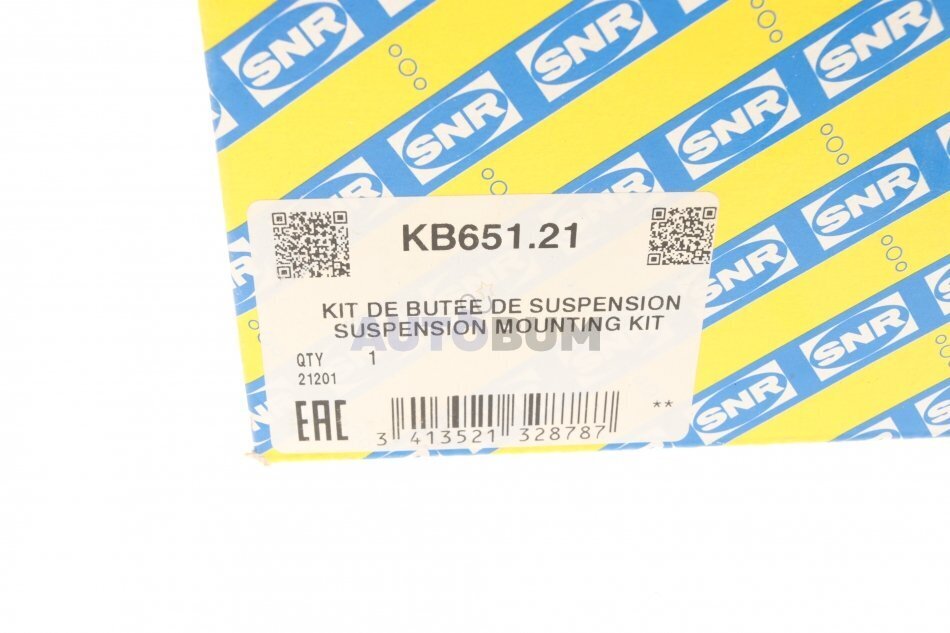 SNR
SNR
SNR
SNR
SNR
SNR
SNR
SNR
KB651.21
KIT DE BUTEE DE SUSPENSION
SUSPENSION MOUNTING KIT
AUTOBUM
QTY 1
21201
EAC
**
3 413521 328787
SNR
SNR